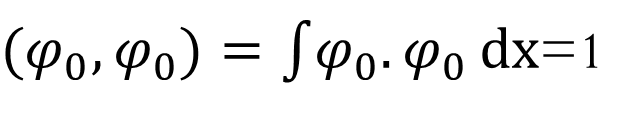 (φ₀, φ₀) = ∫φ₀. φ₀ dx=1